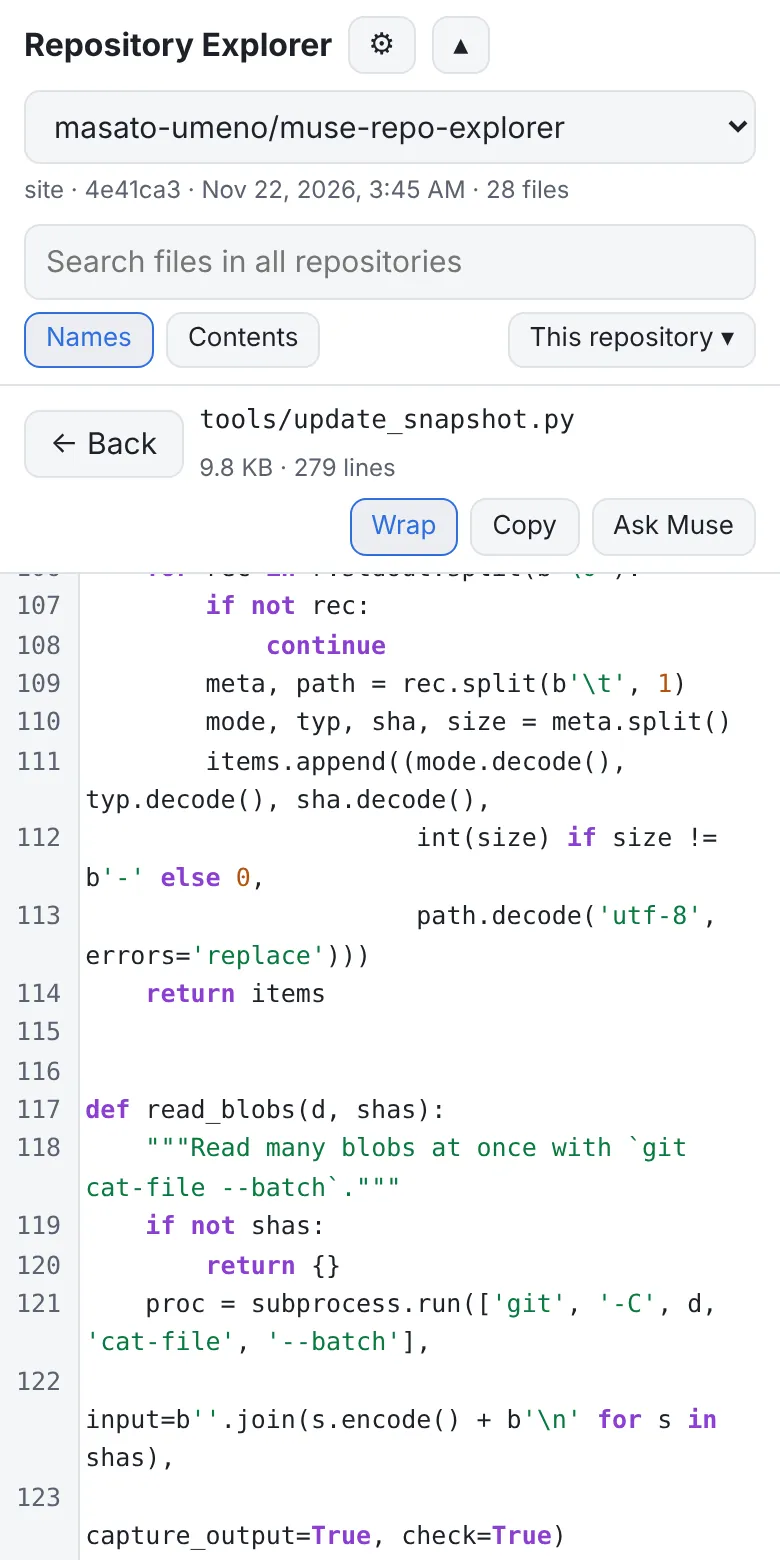 Repository Explorer ⚙ ▲
masato-umeno/muse-repo-explorer
site · 4e41ca3 · Nov 22, 2026, 3:45 AM · 28 files
Search files in all repositories
Names Contents This repository ▾
← Back tools/update_snapshot.py
9.8 KB · 279 lines
Wrap Copy Ask Muse
107         if not rec:
108             continue
109         meta, path = rec.split(b'\t', 1)
110         mode, typ, sha, size = meta.split()
111         items.append((mode.decode(),
typ.decode(), sha.decode(),
112                       int(size) if size !=
b'-' else 0,
113                       path.decode('utf-8',
errors='replace')))
114     return items
115
116
117 def read_blobs(d, shas):
118     """Read many blobs at once with `git
cat-file --batch`."""
119     if not shas:
120         return {}
121     proc = subprocess.run(['git', '-C', d,
'cat-file', '--batch'],
122
input=b''.join(s.encode() + b'\n' for s in
shas),
123
capture_output=True, check=True)